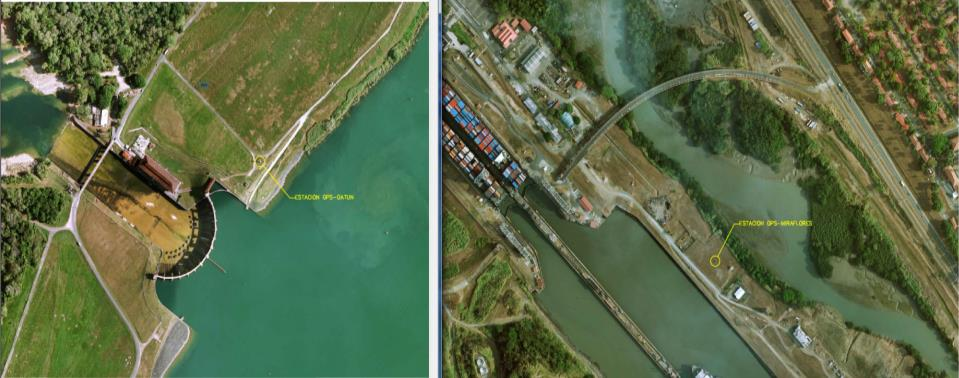 ESTACION GPS-GATUN
ESTACION GPS-MIRAFLORES